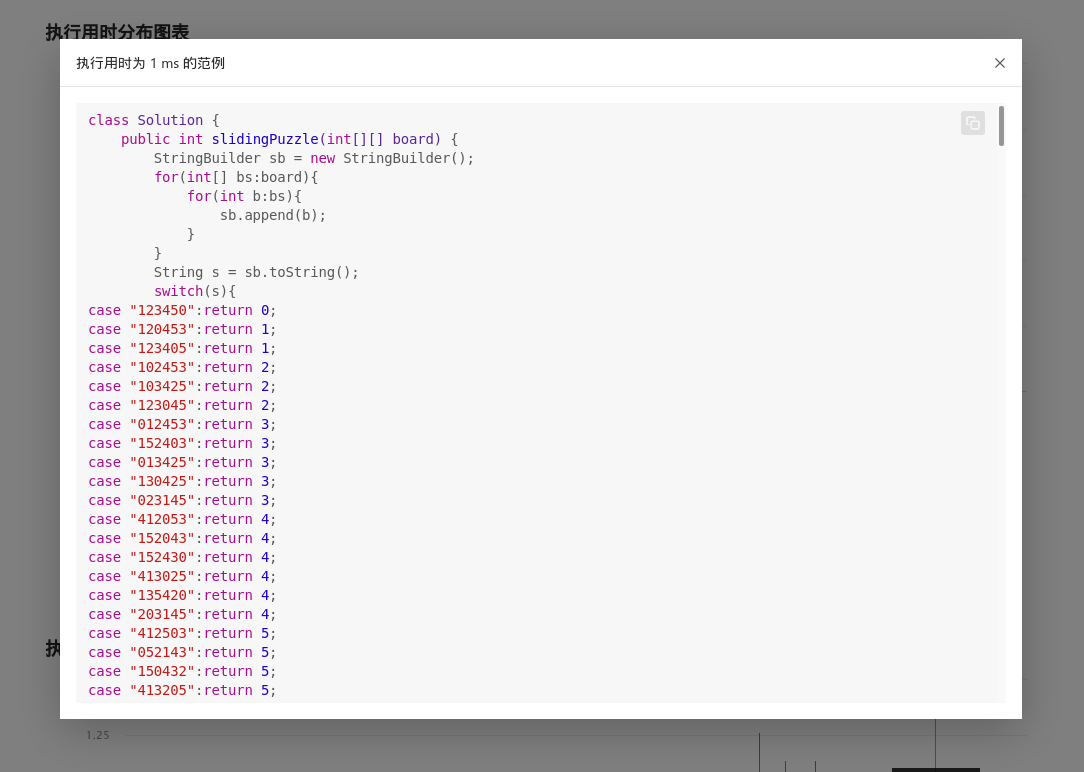 执行用时分布图表
执行用时为 1 ms 的范例
class Solution {
    public int slidingPuzzle(int[][] board) {
        StringBuilder sb = new StringBuilder();
        for(int[] bs:board){
            for(int b:bs){
                sb.append(b);
            }
        }
        String s = sb.toString();
        switch(s){
case "123450":return 0;
case "120453":return 1;
case "123405":return 1;
case "102453":return 2;
case "103425":return 2;
case "123045":return 2;
case "012453":return 3;
case "152403":return 3;
case "013425":return 3;
case "130425":return 3;
case "023145":return 3;
case "412053":return 4;
case "152043":return 4;
case "152430":return 4;
case "413025":return 4;
case "135420":return 4;
case "203145":return 4;
case "412503":return 5;
case "052143":return 5;
case "150432":return 5;
case "413205":return 5;
执
1.25